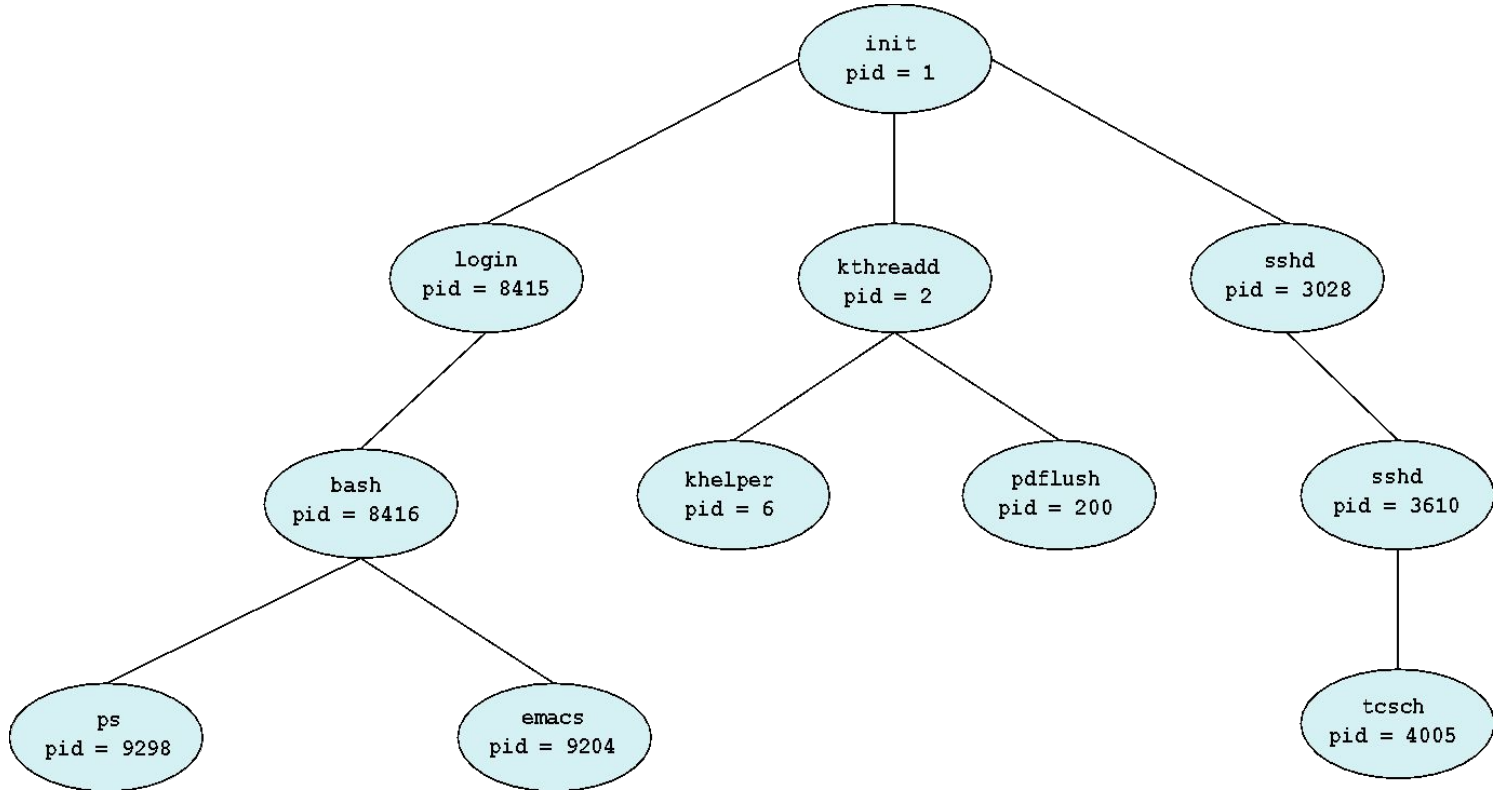 init
pid = 1
login
pid = 8415
kthreadd
pid = 2
sshd
pid = 3028
bash
pid = 8416
khelper
pid = 6
pdflush
pid = 200
sshd
pid = 3610
ps
pid = 9298
emacs
pid = 9204
tcsch
pid = 4005